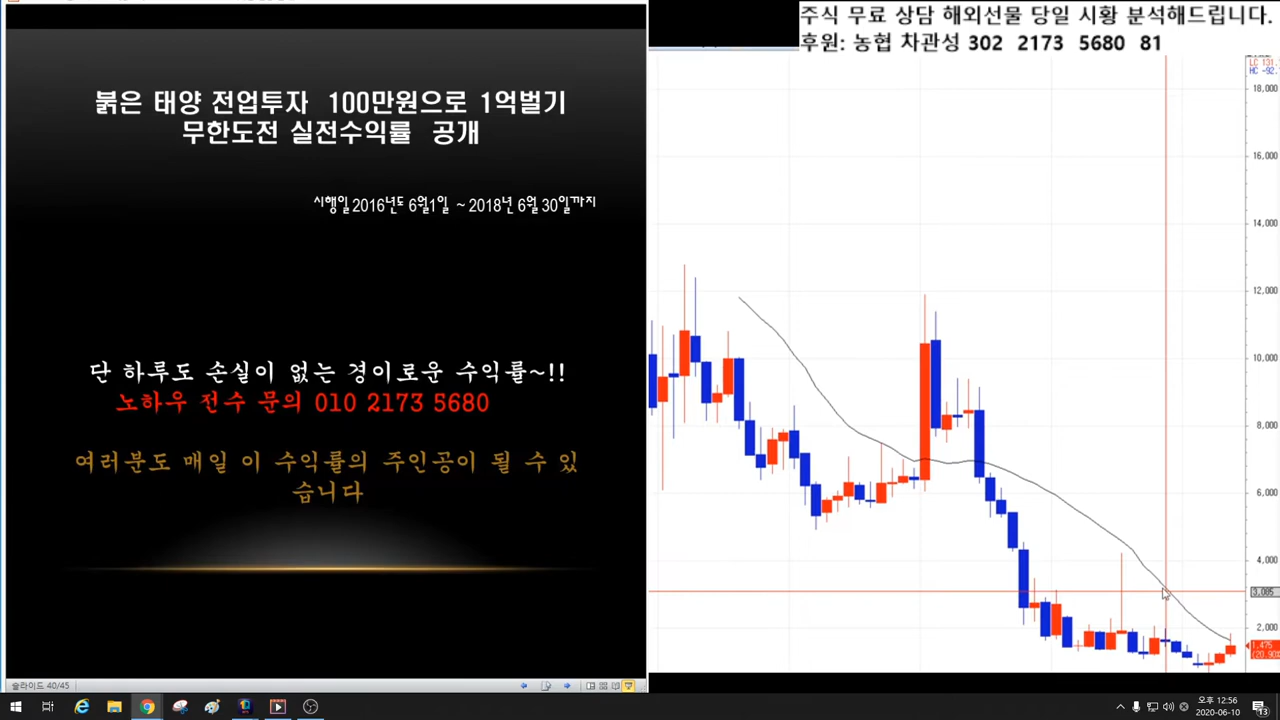 주식 무료 상담 해외선물 당일 시황 분석해드립니다.
후원: 농협 차관성 302 2173 5680 81
붉은 태양 전업투자 100만원으로 1억벌기
무한도전 실전수익률 공개
시행일 2016년도 6월1일 ~ 2018년 6월 30일까지
단 하루도 손실이 없는 경이로운 수익률~!!
노하우 전수 문의 010 2173 5680
여러분도 매일 이 수익률의 주인공이 될 수 있
습니다
18,000
16,000
14,000
12,000
10,000
8,000
6,000
4,000
3,085
2,000
1,475
슬라이드 40/45
오후 12:56
2020-06-10
13